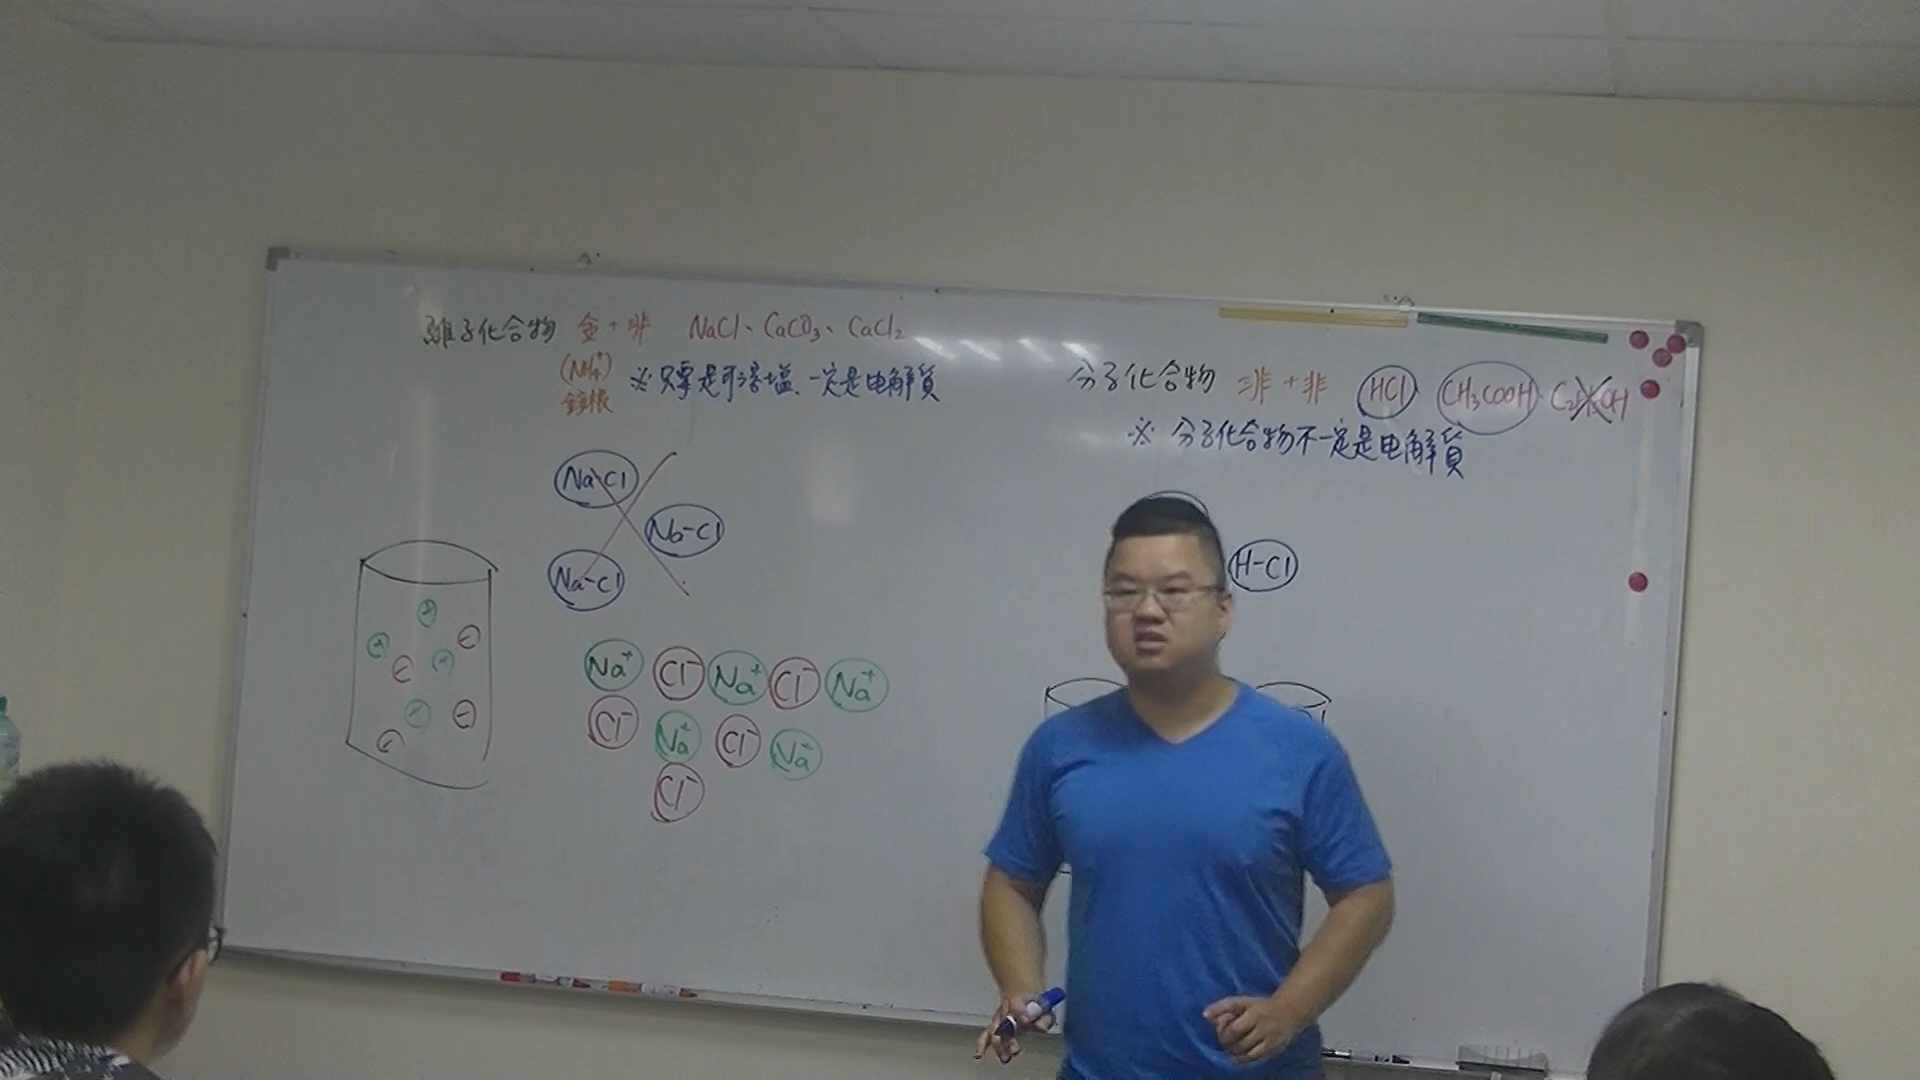 離子化合物 金+非 NaCl、CaCO₃、CaCl₂
(NH₄⁺) ※只要是可溶塩、一定是电解質
銨根
Na-Cl
Na-Cl
Na-Cl
Na⁺ Cl⁻ Na⁺ Cl⁻ Na⁺
Cl⁻ Na⁺ Cl⁻ Na⁺
Cl⁻
分子化合物 非+非 HCl、CH₃COOH、C₂H₅OH
※ 分子化合物不一定是电解質
H-Cl